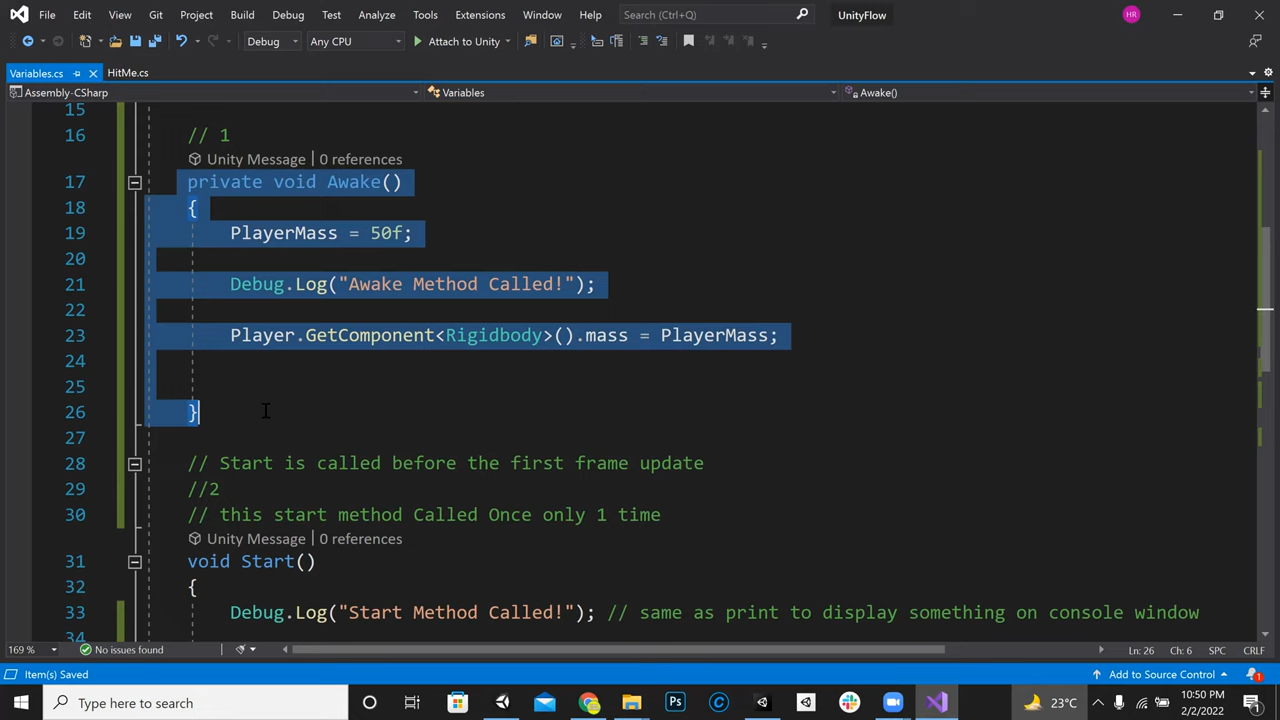 File Edit View Git Project Build Debug Test Analyze Tools Extensions Window Help Search (Ctrl+Q) UnityFlow HR
Debug Any CPU Attach to Unity
Variables.cs HitMe.cs
Assembly-CSharp Variables Awake()
15
16 // 1
Unity Message | 0 references
17 private void Awake()
18 {
19 PlayerMass = 50f;
20
21 Debug.Log("Awake Method Called!");
22
23 Player.GetComponent<Rigidbody>().mass = PlayerMass;
24
25
26 }
27
28 // Start is called before the first frame update
29 //2
30 // this start method Called Once only 1 time
Unity Message | 0 references
31 void Start()
32 {
33 Debug.Log("Start Method Called!"); // same as print to display something on console window
34
169 % No issues found Ln: 26 Ch: 6 SPC CRLF
Item(s) Saved Add to Source Control 1
Type here to search Ps 23°C 10:50 PM
2/2/2022